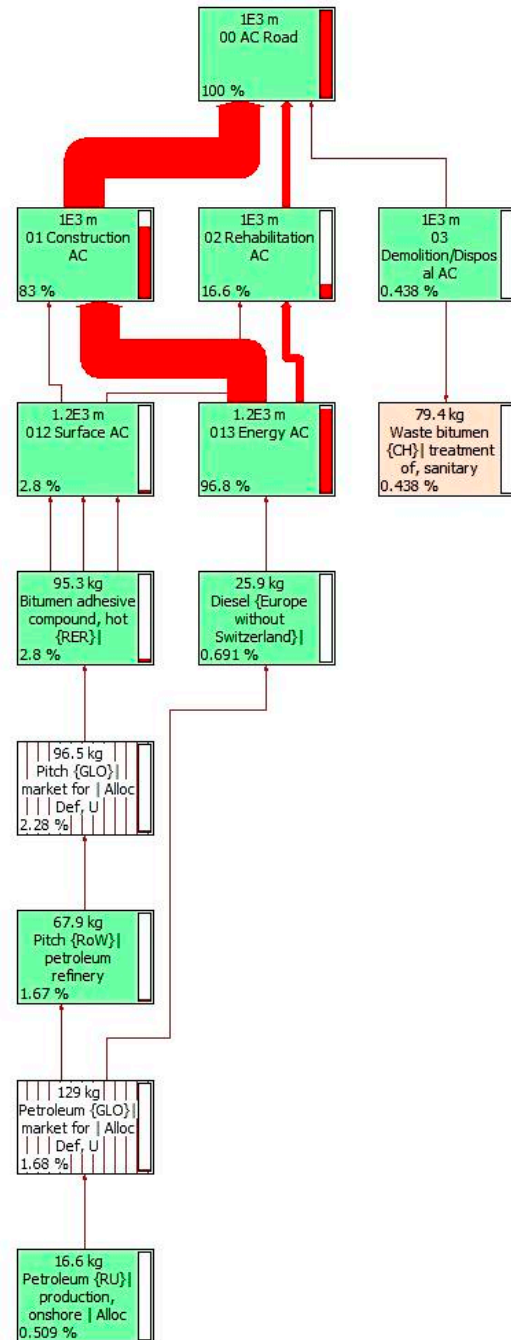 1E3 m
00 AC Road
100 %
1E3 m
01 Construction
AC
83 %
1E3 m
02 Rehabilitation
AC
16.6 %
1E3 m
03
Demolition/Dispos
al AC
0.438 %
1.2E3 m
012 Surface AC
2.8 %
1.2E3 m
013 Energy AC
96.8 %
79.4 kg
Waste bitumen
{CH}| treatment
of, sanitary
0.438 %
95.3 kg
Bitumen adhesive
compound, hot
{RER}|
2.8 %
25.9 kg
Diesel {Europe
without
Switzerland}|
0.691 %
96.5 kg
Pitch {GLO}|
market for | Alloc
Def, U
2.28 %
67.9 kg
Pitch {RoW}|
petroleum
refinery
1.67 %
129 kg
Petroleum {GLO}|
market for | Alloc
Def, U
1.68 %
16.6 kg
Petroleum {RU}|
production,
onshore | Alloc
0.509 %